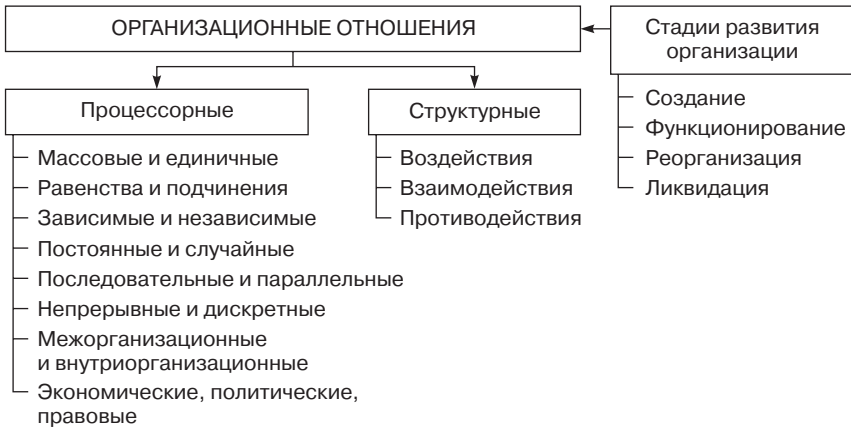 ОРГАНИЗАЦИОННЫЕ ОТНОШЕНИЯ
Стадии развития
организации
Процессорные
Структурные
Создание
Функционирование
Реорганизация
Ликвидация
Массовые и единичные
Равенства и подчинения
Зависимые и независимые
Постоянные и случайные
Последовательные и параллельные
Непрерывные и дискретные
Межорганизационные
и внутриорганизационные
Экономические, политические,
правовые
Воздействия
Взаимодействия
Противодействия